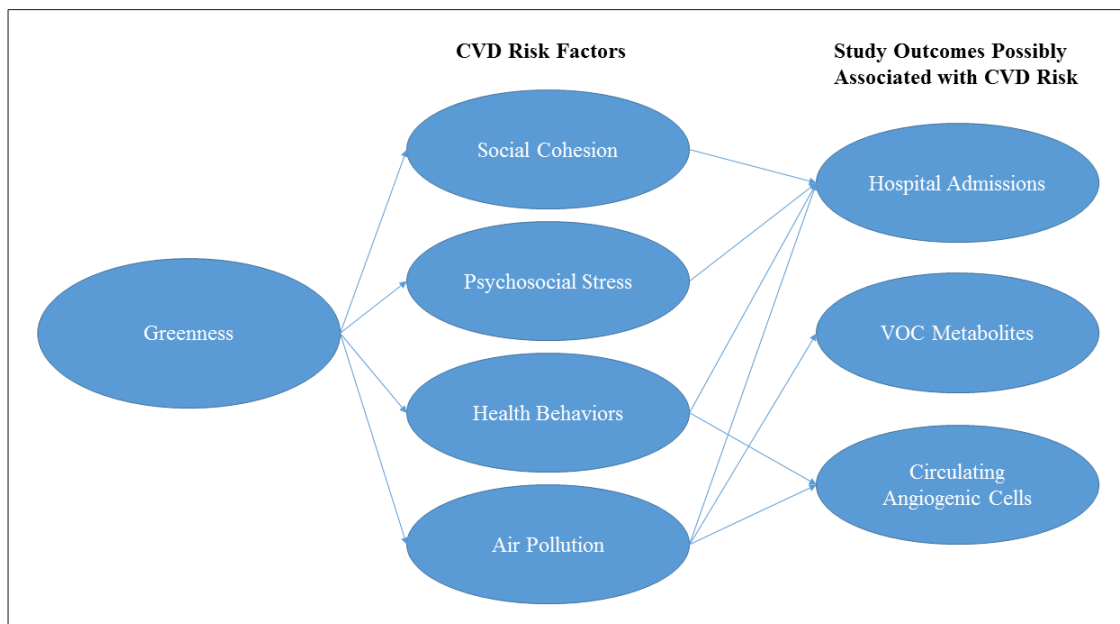 CVD Risk Factors
Study Outcomes Possibly
Associated with CVD Risk
Greenness
Social Cohesion
Psychosocial Stress
Health Behaviors
Air Pollution
Hospital Admissions
VOC Metabolites
Circulating
Angiogenic Cells